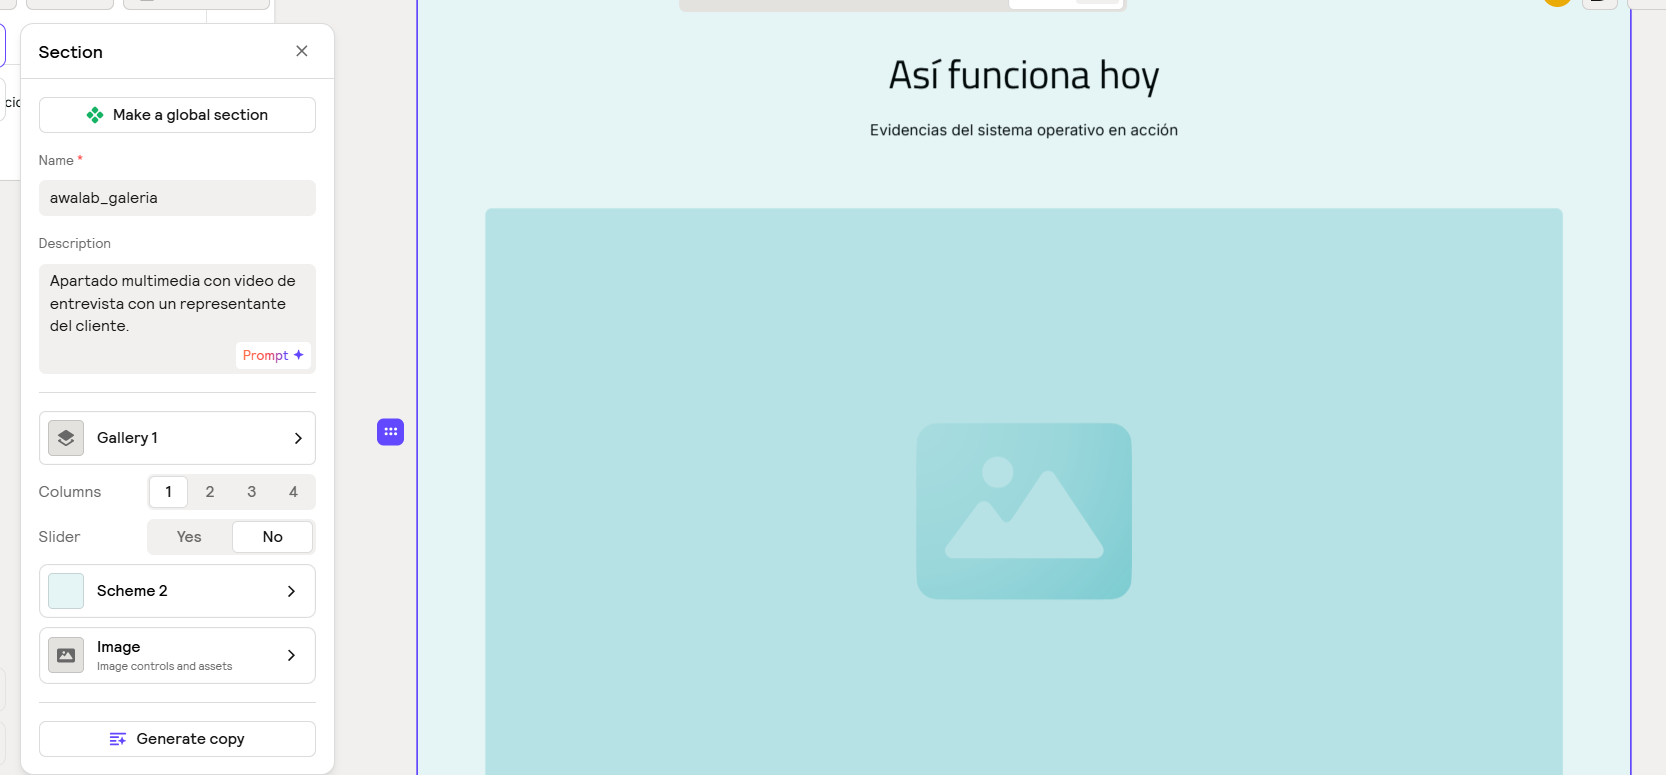 Section
Make a global section
Name *
awalab_galeria
Description
Apartado multimedia con video de
entrevista con un representante
del cliente.
Prompt
Gallery 1
Columns
1 2 3 4
Slider
Yes No
Scheme 2
Image
Image controls and assets
Generate copy
Así funciona hoy
Evidencias del sistema operativo en acción